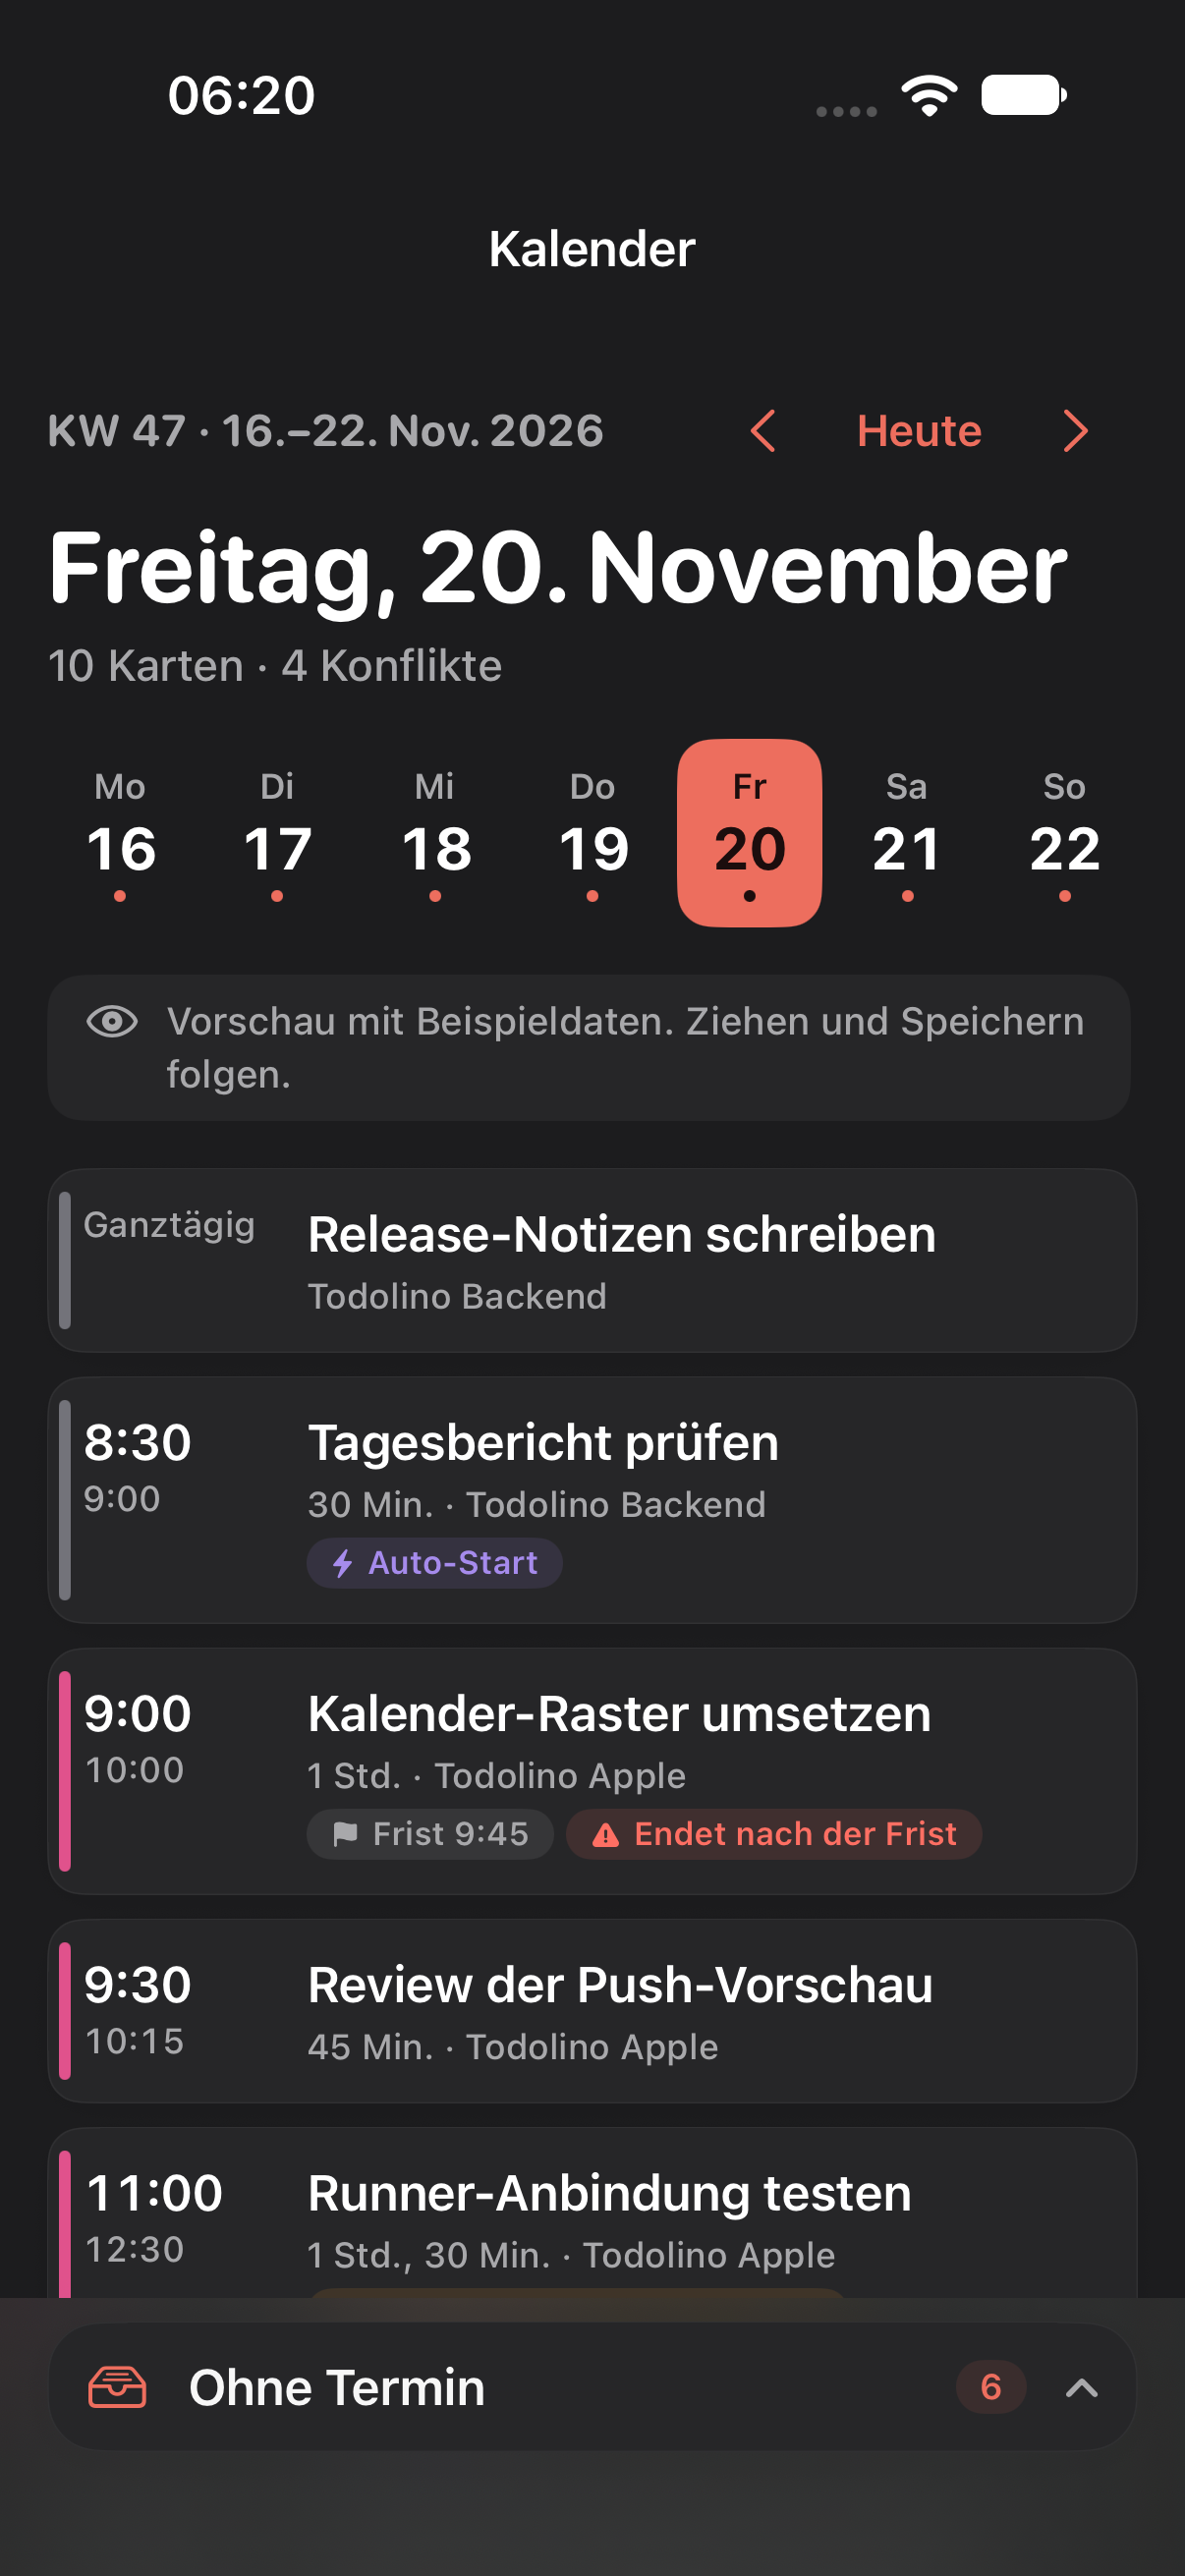 06:20
Kalender
KW 47 · 16.–22. Nov. 2026
Heute
Freitag, 20. November
10 Karten · 4 Konflikte
Mo Di Mi Do Fr Sa So
16 17 18 19 20 21 22
Vorschau mit Beispieldaten. Ziehen und Speichern
folgen.
Ganztägig Release-Notizen schreiben
Todolino Backend
8:30 Tagesbericht prüfen
9:00 30 Min. · Todolino Backend
Auto-Start
9:00 Kalender-Raster umsetzen
10:00 1 Std. · Todolino Apple
Frist 9:45 Endet nach der Frist
9:30 Review der Push-Vorschau
10:15 45 Min. · Todolino Apple
11:00 Runner-Anbindung testen
12:30 1 Std., 30 Min. · Todolino Apple
Ohne Termin 6